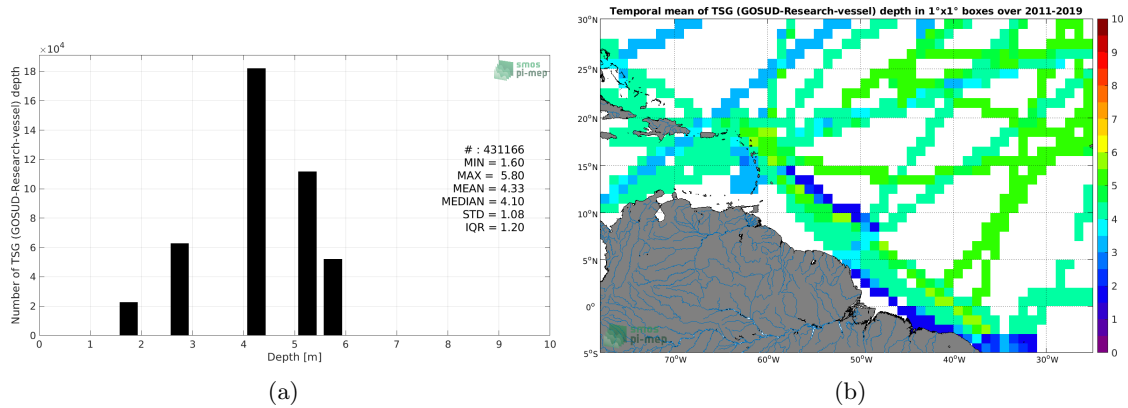 ×10⁴
18
16
14
12
10
8
6
4
2
0
Number of TSG (GOSUD-Research-vessel) depth
smos
pi-mep
# : 431166
MIN = 1.60
MAX = 5.80
MEAN = 4.33
MEDIAN = 4.10
STD = 1.08
IQR = 1.20
0 1 2 3 4 5 6 7 8 9 10
Depth [m]
(a)
Temporal mean of TSG (GOSUD-Research-vessel) depth in 1°x1° boxes over 2011-2019
30°N
25°N
20°N
15°N
10°N
5°N
0°
5°S
70°W 60°W 50°W 40°W 30°W
smos
pi-mep
10
9
8
7
6
5
4
3
2
1
0
(b)